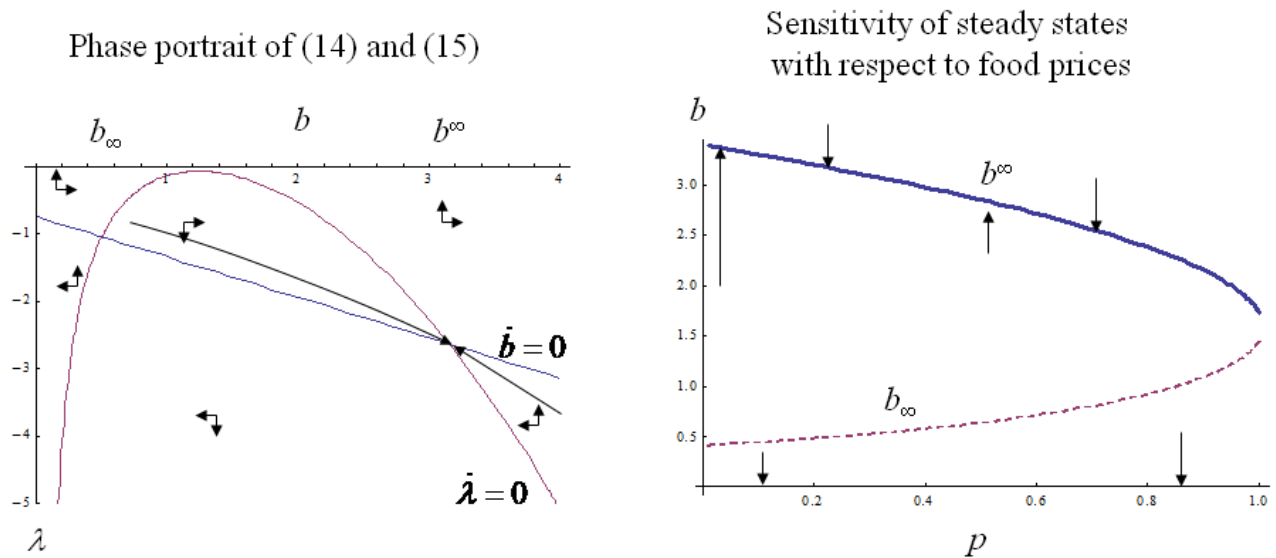 Phase portrait of (14) and (15)
b∞ b b^∞
1 2 3 4
−1
−2
−3
−4
−5
ḃ = 0
λ̇ = 0
λ
Sensitivity of steady states
with respect to food prices
b
3.0
2.5
2.0
1.5
1.0
0.5
b^∞
b∞
0.2 0.4 0.6 0.8 1.0
p